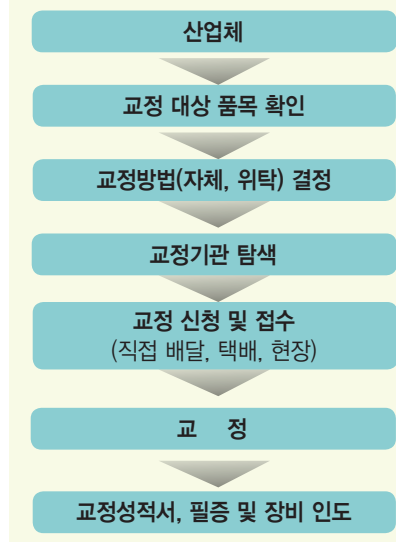 산업체
교정 대상 품목 확인
교정방법(자체, 위탁) 결정
교정기관 탐색
교정 신청 및 접수
(직접 배달, 택배, 현장)
교 정
교정성적서, 필증 및 장비 인도